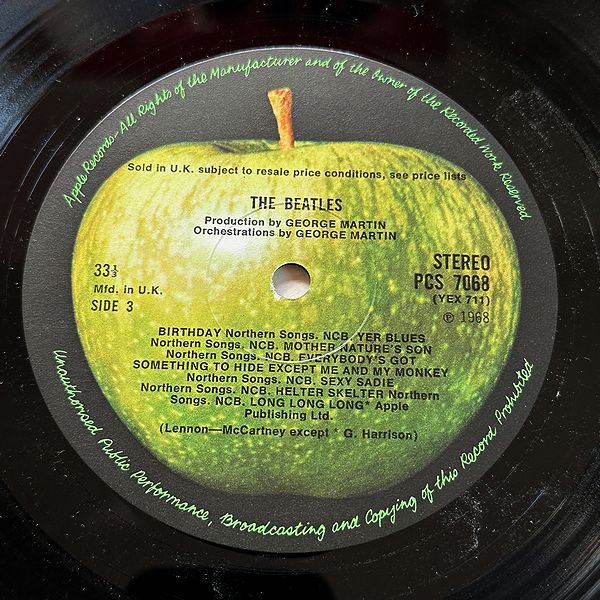 Apple Records · All Rights of the Manufacturer and of the Owner of the Recorded Work Reserved
Sold in U.K. subject to resale price conditions, see price lists
THE BEATLES
Production by GEORGE MARTIN
Orchestrations by GEORGE MARTIN
33⅓
Mfd. in U.K.
SIDE 3
STEREO
PCS 7068
(YEX 711)
℗ 1968
BIRTHDAY Northern Songs. NCB. YER BLUES
Northern Songs. NCB. MOTHER NATURE'S SON
Northern Songs. NCB. EVERYBODY'S GOT
SOMETHING TO HIDE EXCEPT ME AND MY MONKEY
Northern Songs. NCB. SEXY SADIE
Northern Songs. NCB. HELTER SKELTER Northern
Songs. NCB. LONG LONG LONG* Apple
Publishing Ltd.
(Lennon—McCartney except * G. Harrison)
Unauthorised Public Performance, Broadcasting and Copying of this Record Prohibited